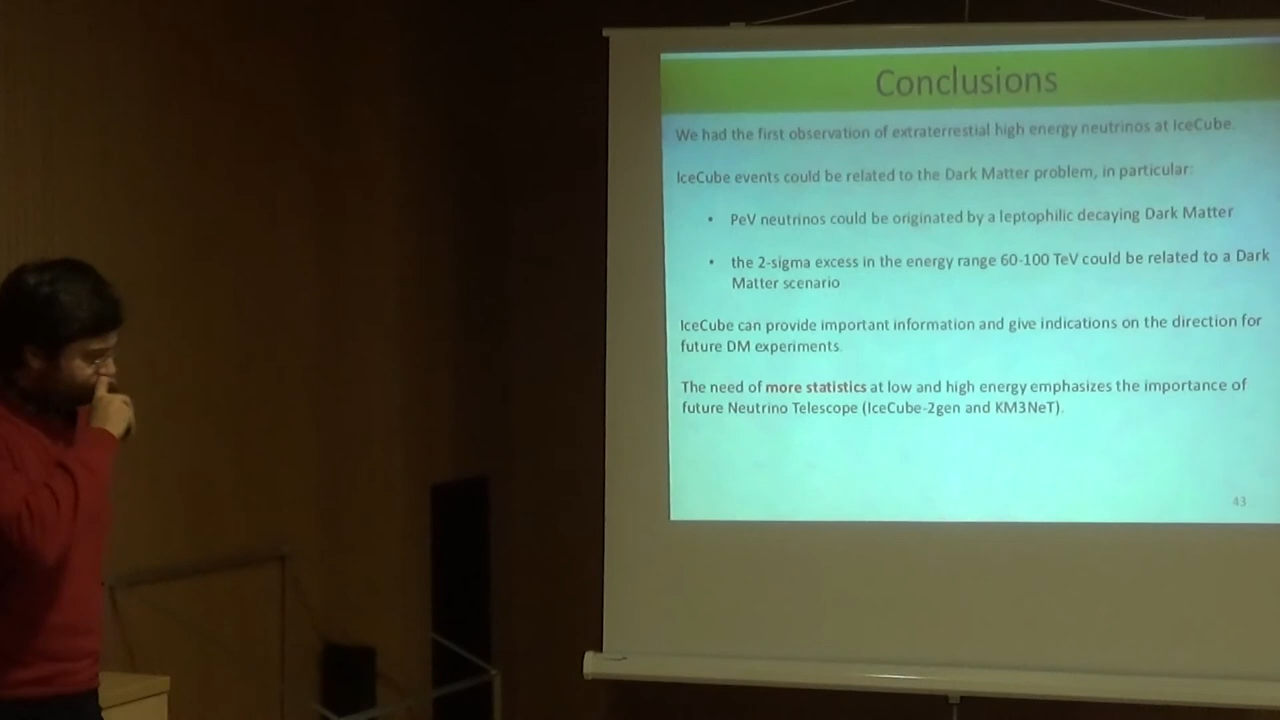 Conclusions
We had the first observation of extraterrestial high energy neutrinos at IceCube.
IceCube events could be related to the Dark Matter problem, in particular:
• PeV neutrinos could be originated by a leptophilic decaying Dark Matter
• the 2-sigma excess in the energy range 60-100 TeV could be related to a Dark
Matter scenario
IceCube can provide important information and give indications on the direction for
future DM experiments.
The need of more statistics at low and high energy emphasizes the importance of
future Neutrino Telescope (IceCube-2gen and KM3NeT).
43